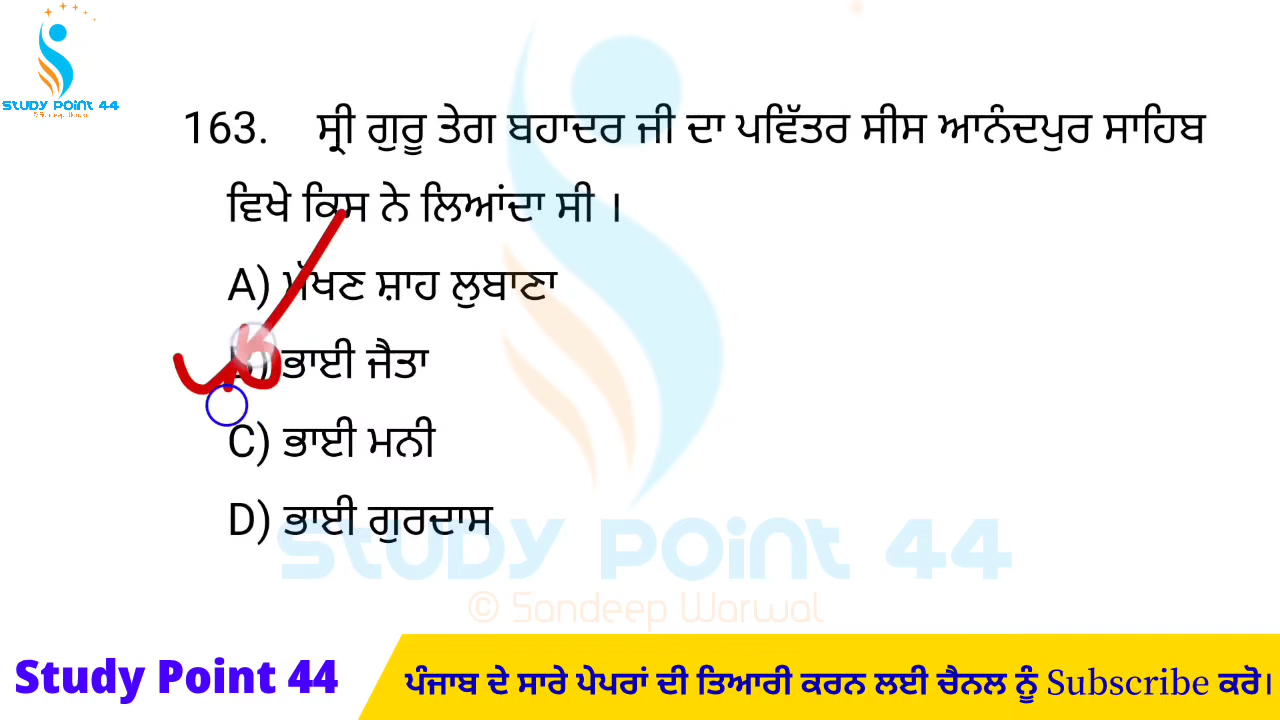 STUDY POINT 44
163. ਸ੍ਰੀ ਗੁਰੂ ਤੇਗ ਬਹਾਦਰ ਜੀ ਦਾ ਪਵਿੱਤਰ ਸੀਸ ਆਨੰਦਪੁਰ ਸਾਹਿਬ
ਵਿਖੇ ਕਿਸ ਨੇ ਲਿਆਂਦਾ ਸੀ ।
A) ਮੱਖਣ ਸ਼ਾਹ ਲੁਬਾਣਾ
B) ਭਾਈ ਜੈਤਾ
C) ਭਾਈ ਮਨੀ
D) ਭਾਈ ਗੁਰਦਾਸ
STUDY POINT 44
© Sandeep Warwal
Study Point 44
ਪੰਜਾਬ ਦੇ ਸਾਰੇ ਪੇਪਰਾਂ ਦੀ ਤਿਆਰੀ ਕਰਨ ਲਈ ਚੈਨਲ ਨੂੰ Subscribe ਕਰੋ।